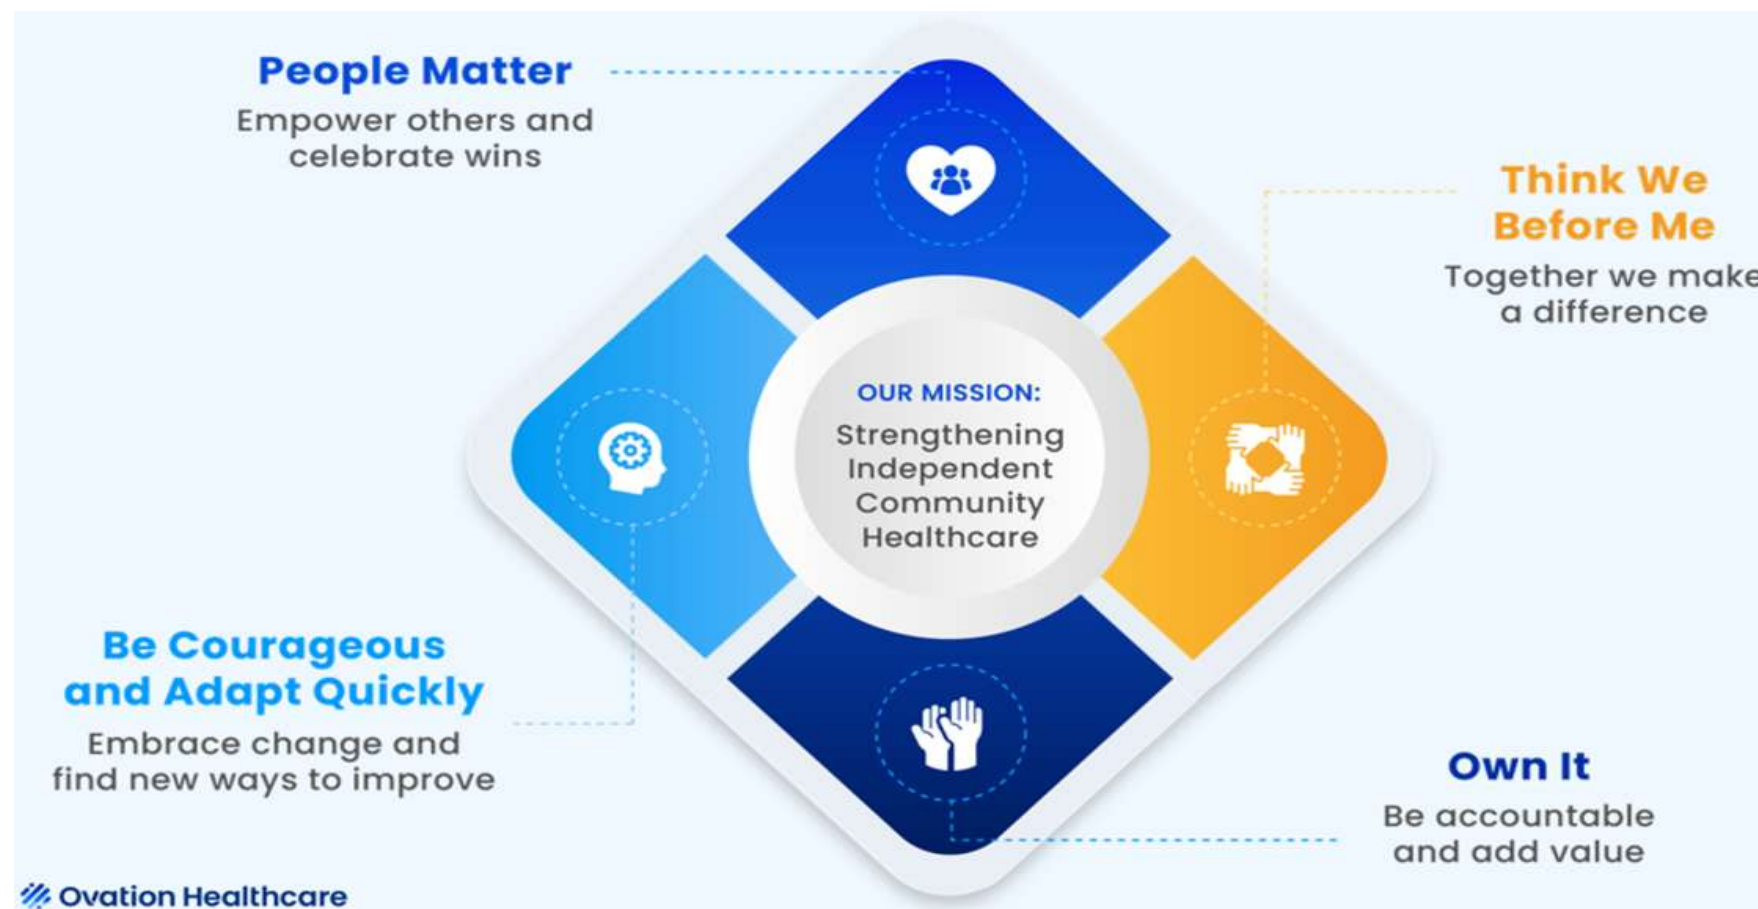 People Matter
Empower others and
celebrate wins
Think We
Before Me
Together we make
a difference
OUR MISSION:
Strengthening
Independent
Community
Healthcare
Be Courageous
and Adapt Quickly
Embrace change and
find new ways to improve
Own It
Be accountable
and add value
Ovation Healthcare